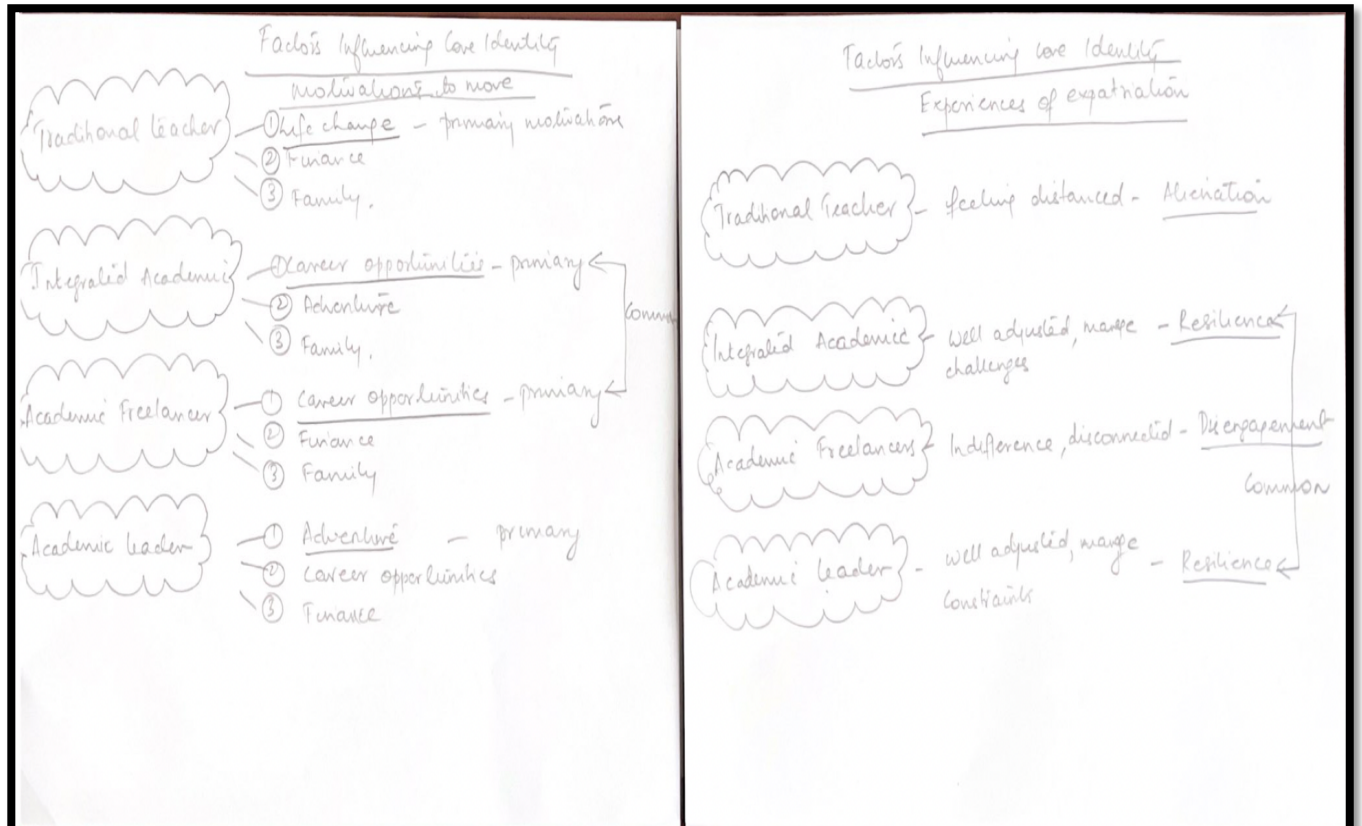 Factors Influencing Core Identity
Motivations to more
Traditional teacher
① Life change - primary motivations
② Finance
③ Family.
Integrated Academic
① Career opportunities - primary
② Adventure
③ Family.
Common
Academic Freelancer
① Career opportunities - primary
② Finance
③ Family
Academic leader
① Adventure - primary
② Career opportunities
③ Finance
Factors Influencing Core Identity
Experiences of expatriation
Traditional Teacher - feeling distanced - Alienation
Integrated Academic - well adjusted, manage - Resilience
challenges
Academic Freelancers - Indifference, disconnected - Disengagement
Common
Academic leader - well adjusted, manage - Resilience
constraints